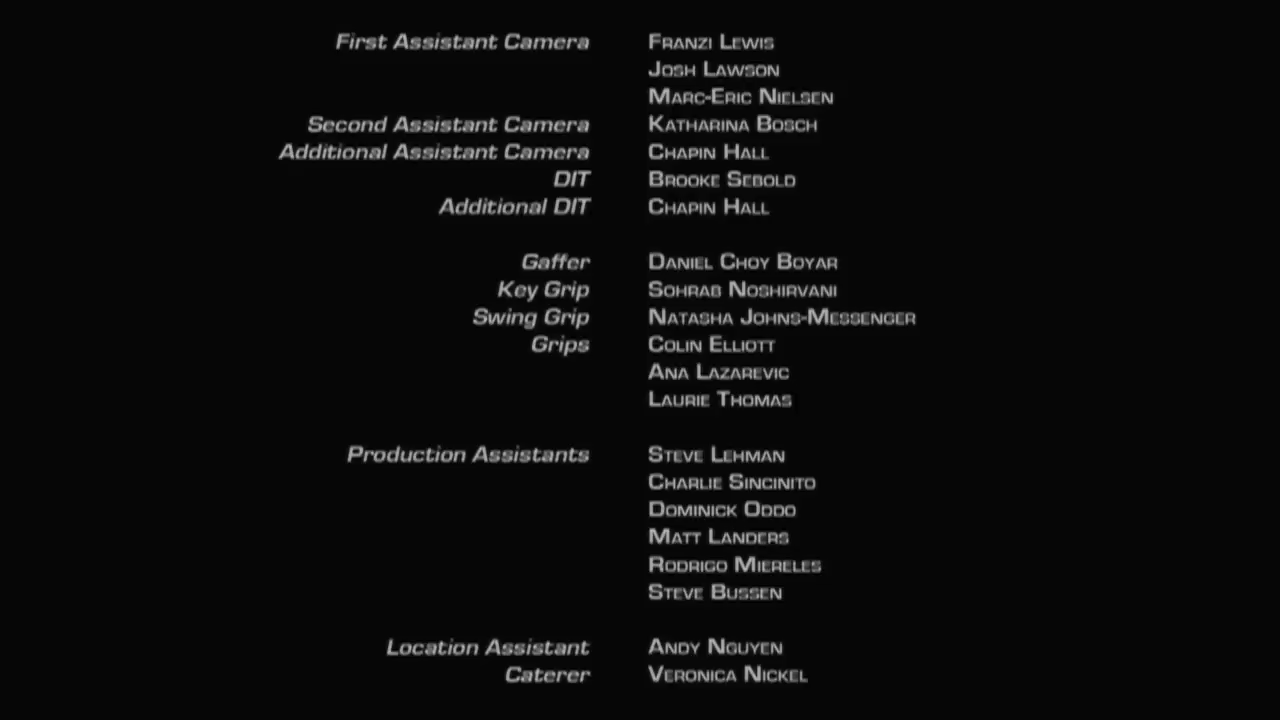 First Assistant Camera Franzi Lewis
Josh Lawson
Marc-Eric Nielsen
Second Assistant Camera Katharina Bosch
Additional Assistant Camera Chapin Hall
DIT Brooke Sebold
Additional DIT Chapin Hall
Gaffer Daniel Choy Boyar
Key Grip Sohrab Noshirvani
Swing Grip Natasha Johns-Messenger
Grips Colin Elliott
Ana Lazarevic
Laurie Thomas
Production Assistants Steve Lehman
Charlie Sincinito
Dominick Oddo
Matt Landers
Rodrigo Miereles
Steve Bussen
Location Assistant Andy Nguyen
Caterer Veronica Nickel